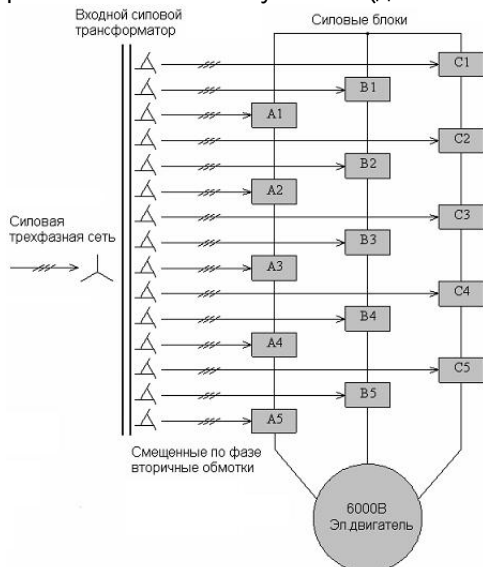 Входной силовой
трансформатор
Силовые блоки
C1
B1
A1
C2
B2
A2
C3
Силовая
трехфазная сеть
B3
A3
C4
B4
A4
C5
B5
A5
Смещенные по фазе
вторичные обмотки
6000В
Эл двигатель